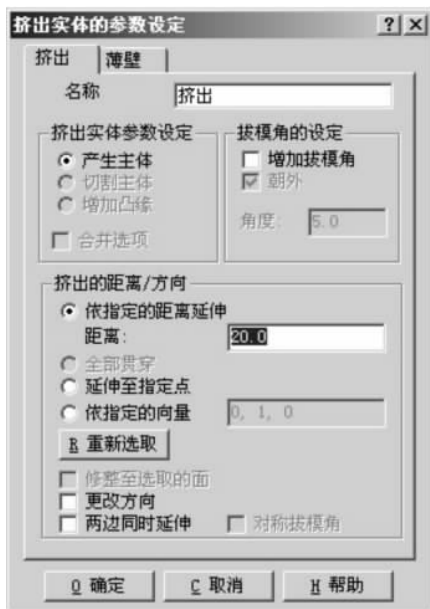 挤出实体的参数设定
挤出 薄壁
名称 挤出
挤出实体参数设定
产生主体
切割主体
增加凸缘
合并选项
拔模角的设定
增加拔模角
朝外
角度: 5.0
挤出的距离/方向
依指定的距离延伸
距离: 20.0
全部贯穿
延伸至指定点
依指定的向量 0, 1, 0
R 重新选取
修整至选取的面
更改方向
两边同时延伸 对称拔模角
O 确定 C 取消 H 帮助